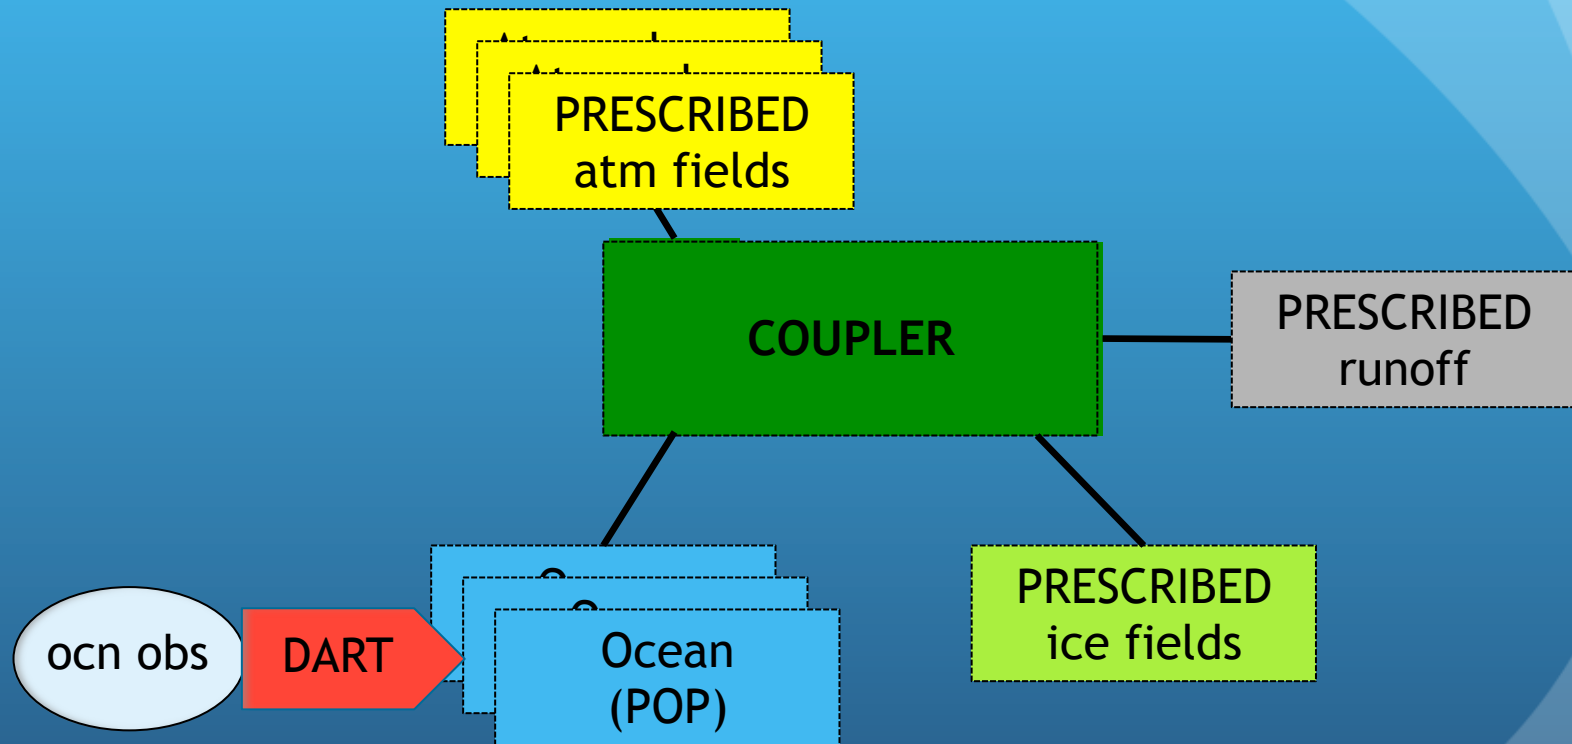 PRESCRIBED
atm fields
COUPLER
PRESCRIBED
runoff
PRESCRIBED
ice fields
ocn obs
DART
Ocean
(POP)